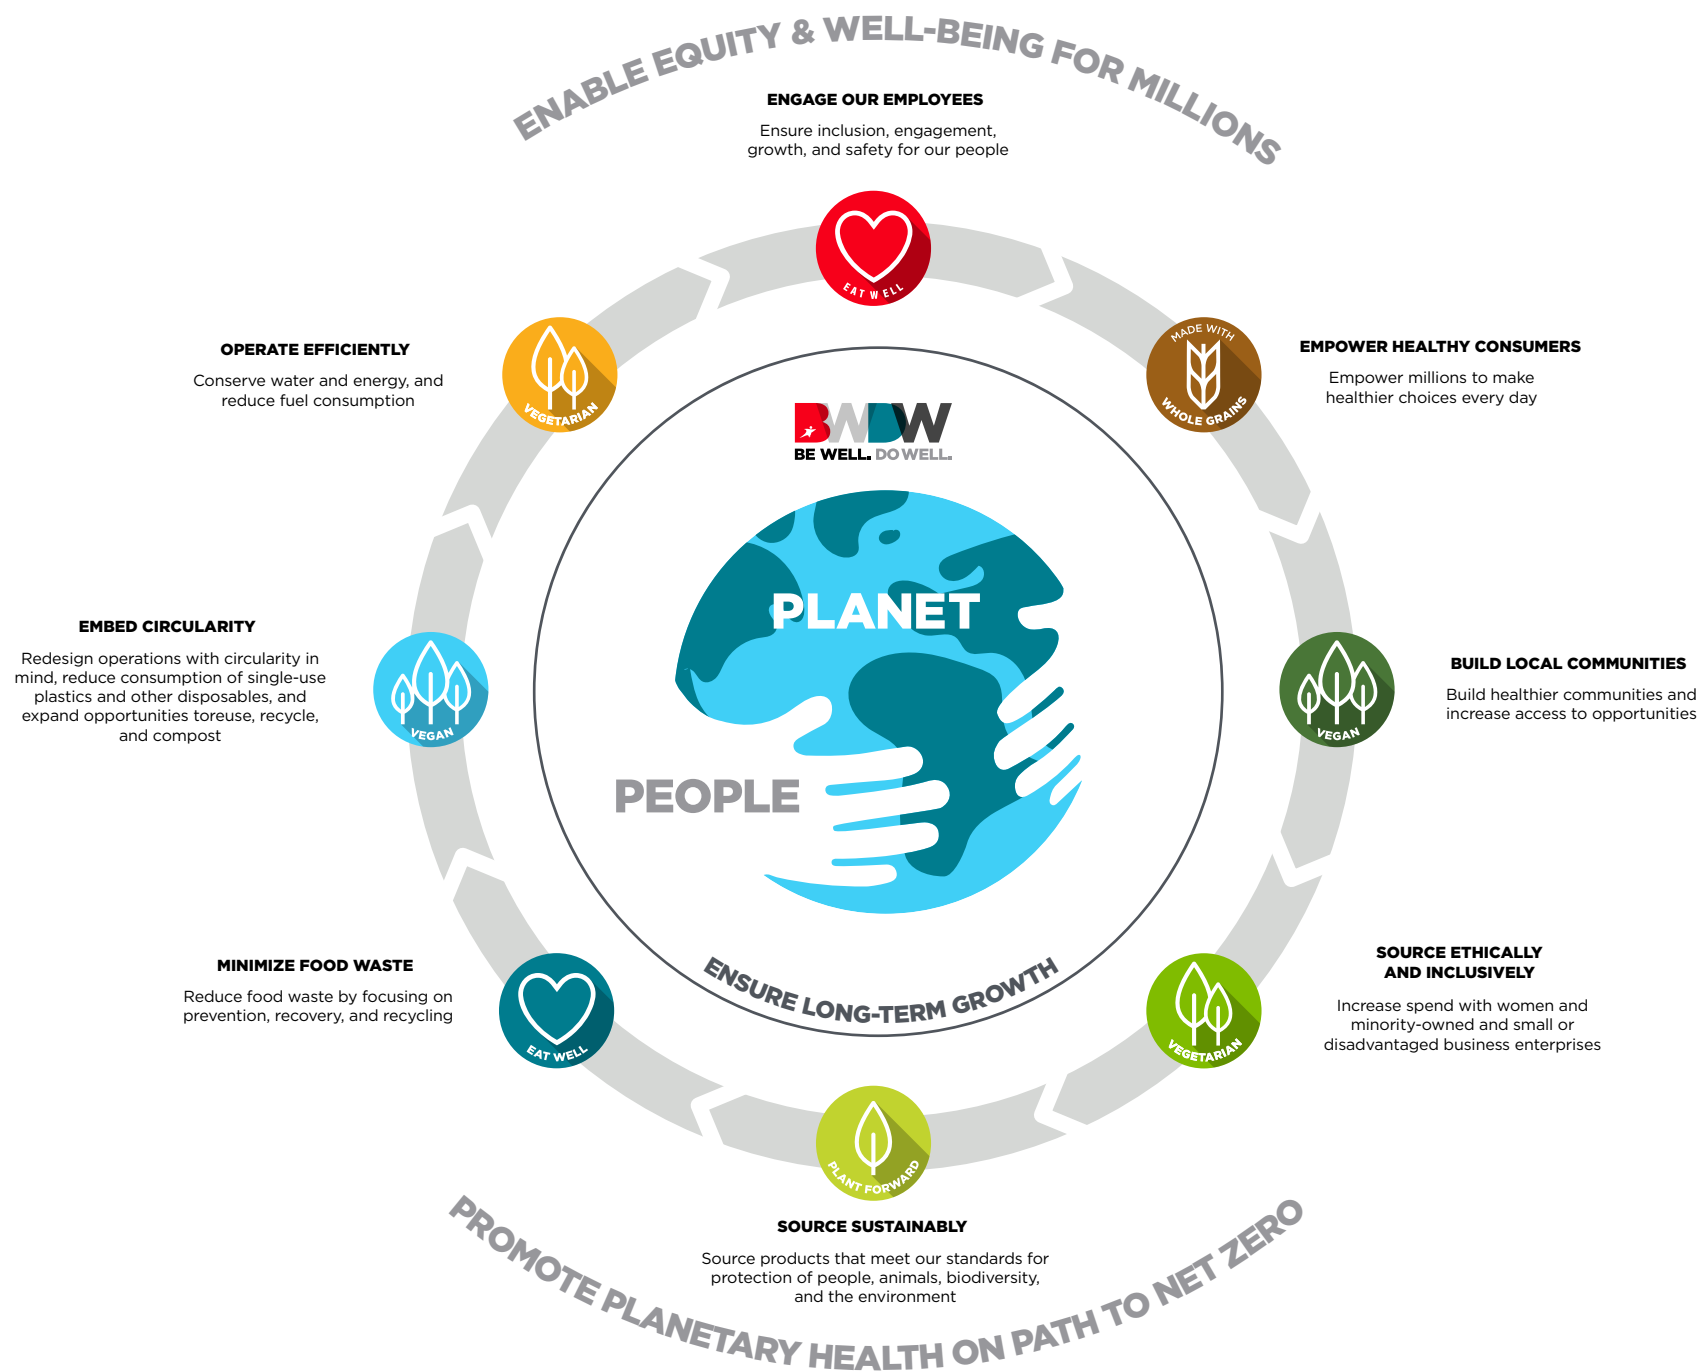 ENABLE EQUITY & WELL-BEING FOR MILLIONS
ENGAGE OUR EMPLOYEES
Ensure inclusion, engagement,
growth, and safety for our people
EAT WELL
MADE WITH
WHOLE GRAINS
EMPOWER HEALTHY CONSUMERS
Empower millions to make
healthier choices every day
VEGAN
BUILD LOCAL COMMUNITIES
Build healthier communities and
increase access to opportunities
VEGETARIAN
SOURCE ETHICALLY
AND INCLUSIVELY
Increase spend with women and
minority-owned and small or
disadvantaged business enterprises
PLANT FORWARD
SOURCE SUSTAINABLY
Source products that meet our standards for
protection of people, animals, biodiversity,
and the environment
EAT WELL
MINIMIZE FOOD WASTE
Reduce food waste by focusing on
prevention, recovery, and recycling
VEGAN
EMBED CIRCULARITY
Redesign operations with circularity in
mind, reduce consumption of single-use
plastics and other disposables, and
expand opportunities toreuse, recycle,
and compost
VEGETARIAN
OPERATE EFFICIENTLY
Conserve water and energy, and
reduce fuel consumption
BWDW
BE WELL. DO WELL.
PLANET
PEOPLE
ENSURE LONG-TERM GROWTH
PROMOTE PLANETARY HEALTH ON PATH TO NET ZERO